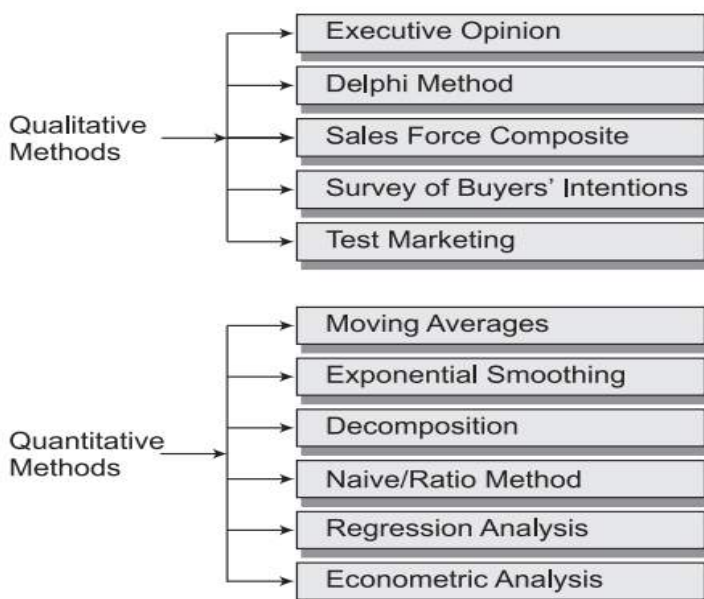 Executive Opinion
Delphi Method
Qualitative
Methods
Sales Force Composite
Survey of Buyers’ Intentions
Test Marketing
Moving Averages
Exponential Smoothing
Decomposition
Quantitative
Methods
Naive/Ratio Method
Regression Analysis
Econometric Analysis